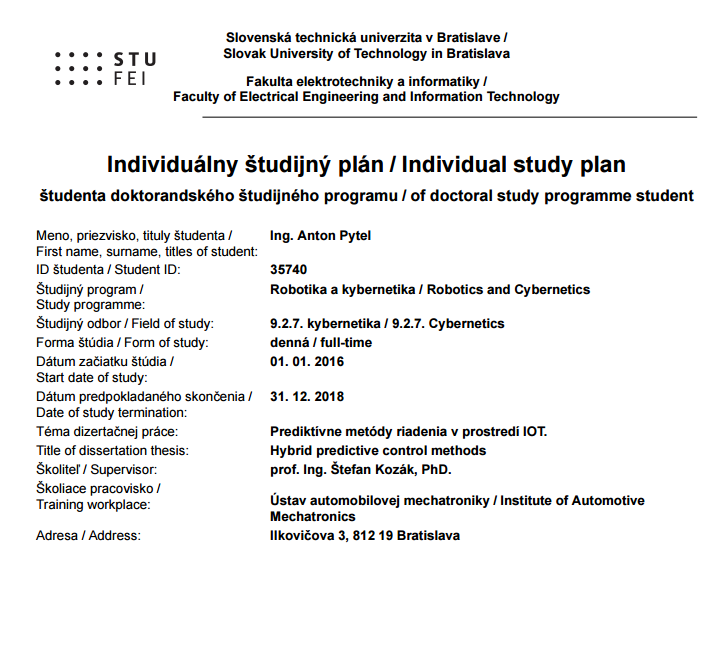 Slovenská technická univerzita v Bratislave /
Slovak University of Technology in Bratislava
STU
FEI
Fakulta elektrotechniky a informatiky /
Faculty of Electrical Engineering and Information Technology
Individuálny študijný plán / Individual study plan
študenta doktorandského študijného programu / of doctoral study programme student
Meno, priezvisko, tituly študenta / Ing. Anton Pytel
First name, surname, titles of student:
ID študenta / Student ID: 35740
Študijný program / Robotika a kybernetika / Robotics and Cybernetics
Study programme:
Študijný odbor / Field of study: 9.2.7. kybernetika / 9.2.7. Cybernetics
Forma štúdia / Form of study: denná / full-time
Dátum začiatku štúdia / 01. 01. 2016
Start date of study:
Dátum predpokladaného skončenia / 31. 12. 2018
Date of study termination:
Téma dizertačnej práce: Prediktívne metódy riadenia v prostredí IOT.
Title of dissertation thesis: Hybrid predictive control methods
Školiteľ / Supervisor: prof. Ing. Štefan Kozák, PhD.
Školiace pracovisko /
Training workplace: Ústav automobilovej mechatroniky / Institute of Automotive
Mechatronics
Adresa / Address: Ilkovičova 3, 812 19 Bratislava